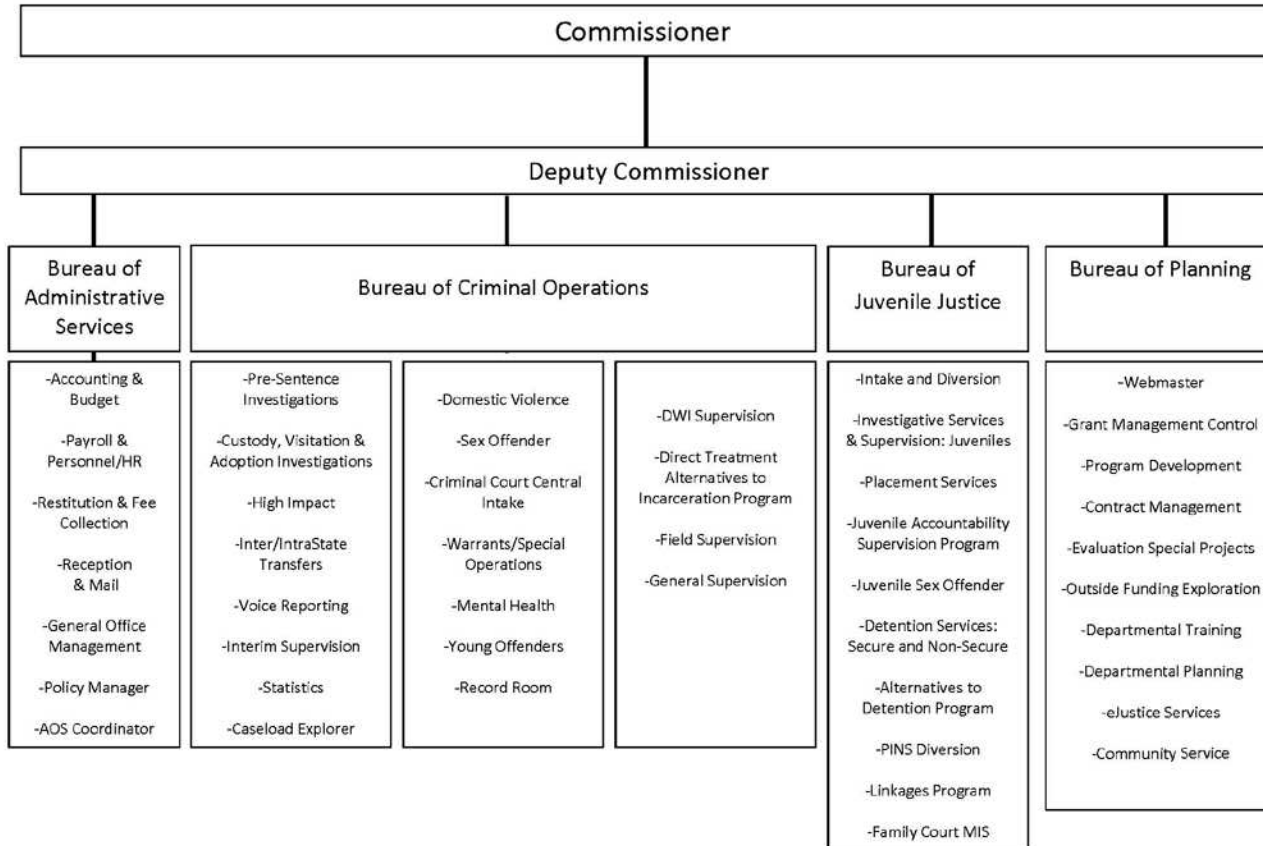 Commissioner
Deputy Commissioner
Bureau of
Administrative
Services
Bureau of Criminal Operations
Bureau of
Juvenile Justice
Bureau of Planning
-Accounting &
Budget
-Payroll &
Personnel/HR
-Restitution & Fee
Collection
-Reception
& Mail
-General Office
Management
-Policy Manager
-AOS Coordinator
-Pre-Sentence
Investigations
-Custody, Visitation &
Adoption Investigations
-High Impact
-Inter/IntraState
Transfers
-Voice Reporting
-Interim Supervision
-Statistics
-Caseload Explorer
-Domestic Violence
-Sex Offender
-Criminal Court Central
Intake
-Warrants/Special
Operations
-Mental Health
-Young Offenders
-Record Room
-DWI Supervision
-Direct Treatment
Alternatives to
Incarceration Program
-Field Supervision
-General Supervision
-Intake and Diversion
-Investigative Services
& Supervision: Juveniles
-Placement Services
-Juvenile Accountability
Supervision Program
-Juvenile Sex Offender
-Detention Services:
Secure and Non-Secure
-Alternatives to
Detention Program
-PINS Diversion
-Linkages Program
-Family Court MIS
-Webmaster
-Grant Management Control
-Program Development
-Contract Management
-Evaluation Special Projects
-Outside Funding Exploration
-Departmental Training
-Departmental Planning
-eJustice Services
-Community Service